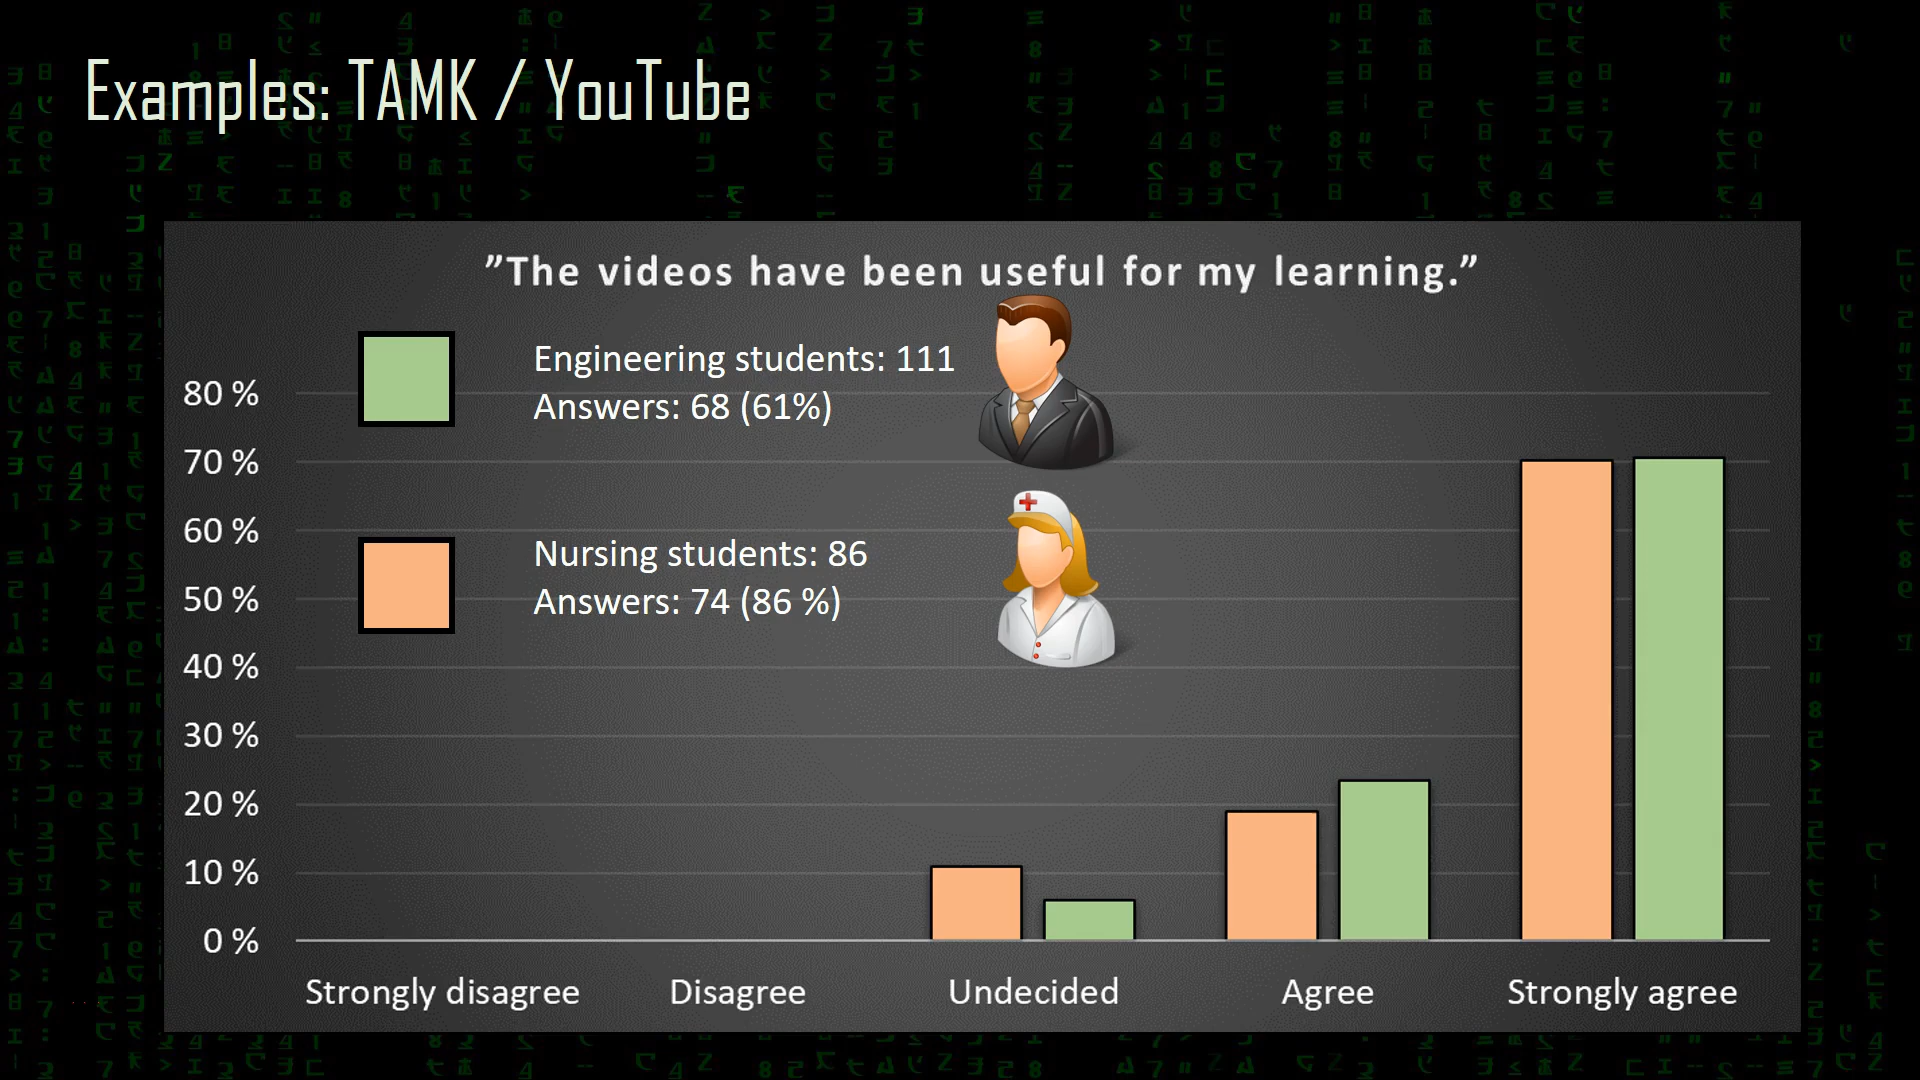 Examples: TAMK / YouTube
”The videos have been useful for my learning.”
Engineering students: 111
Answers: 68 (61%)
Nursing students: 86
Answers: 74 (86 %)
80 %
70 %
60 %
50 %
40 %
30 %
20 %
10 %
0 %
Strongly disagree
Disagree
Undecided
Agree
Strongly agree